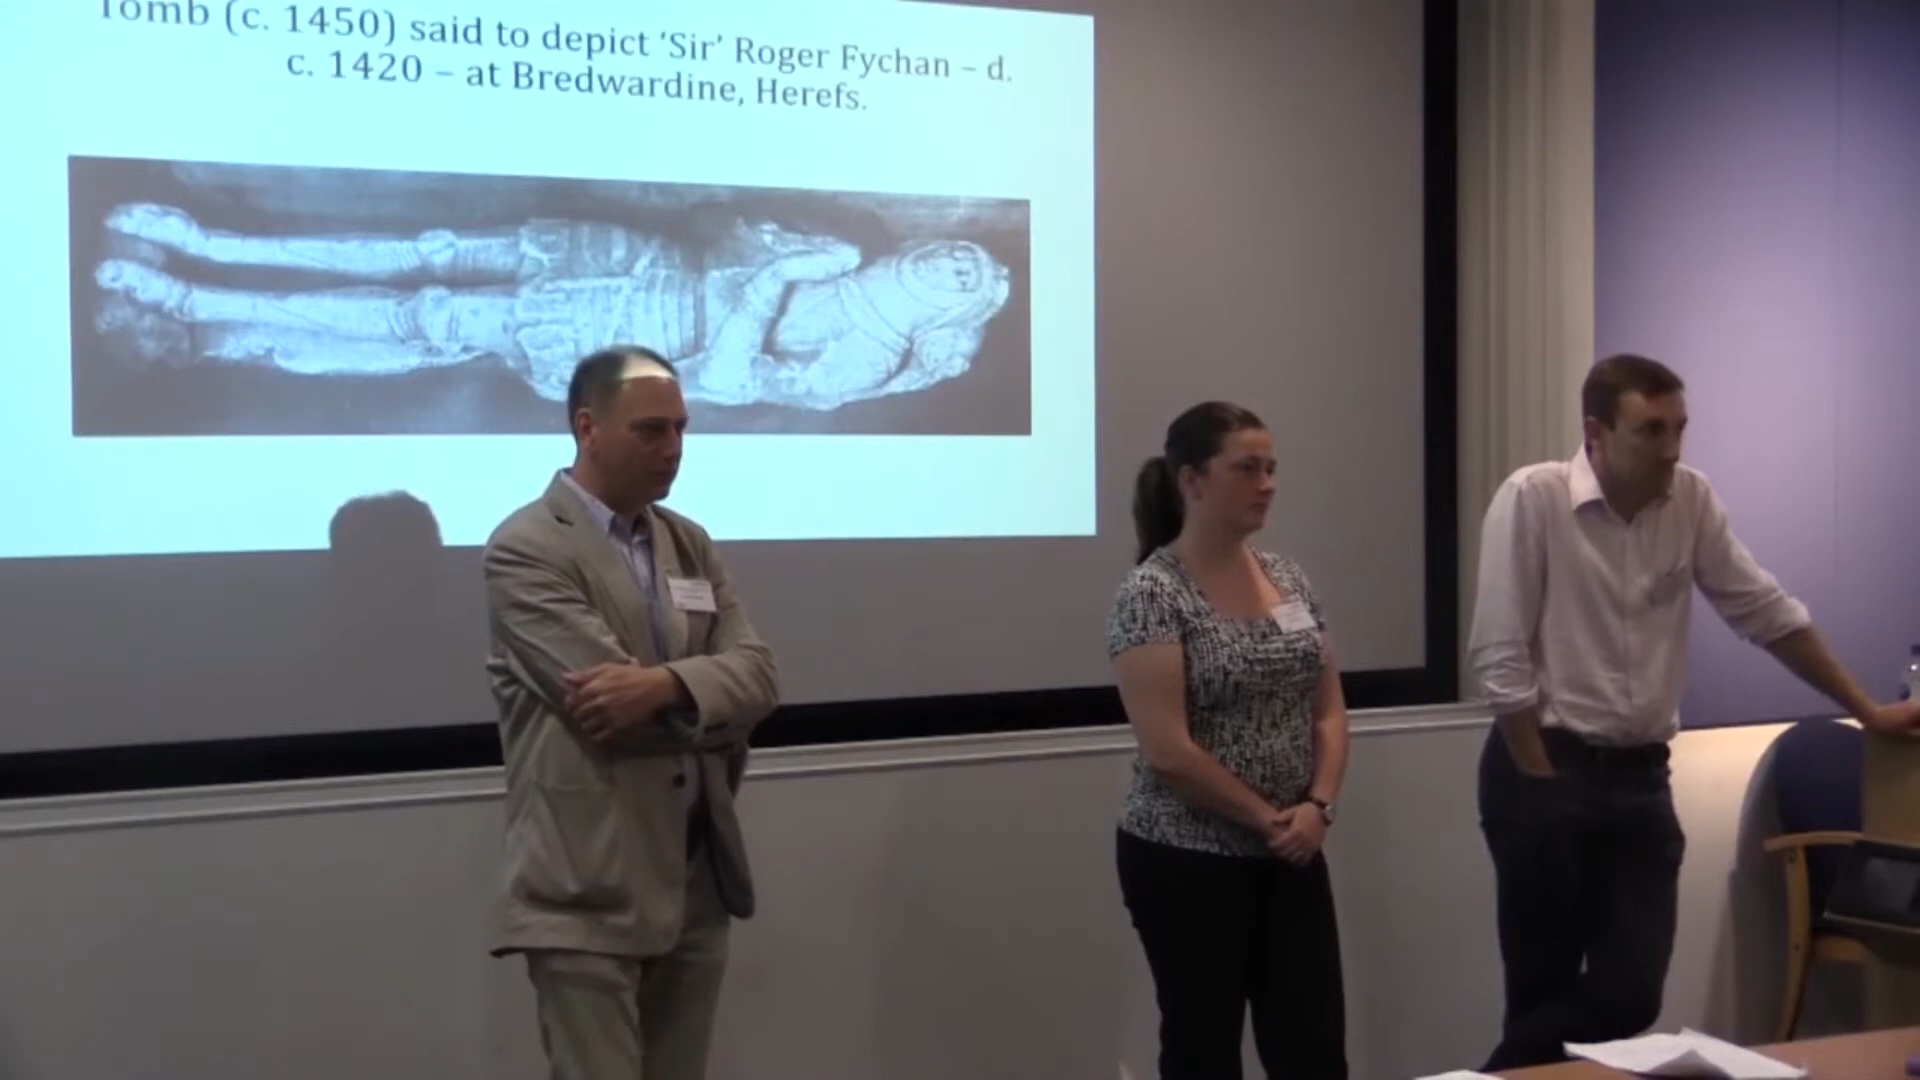 Tomb (c. 1450) said to depict ‘Sir’ Roger Fychan – d.
c. 1420 – at Bredwardine, Herefs.